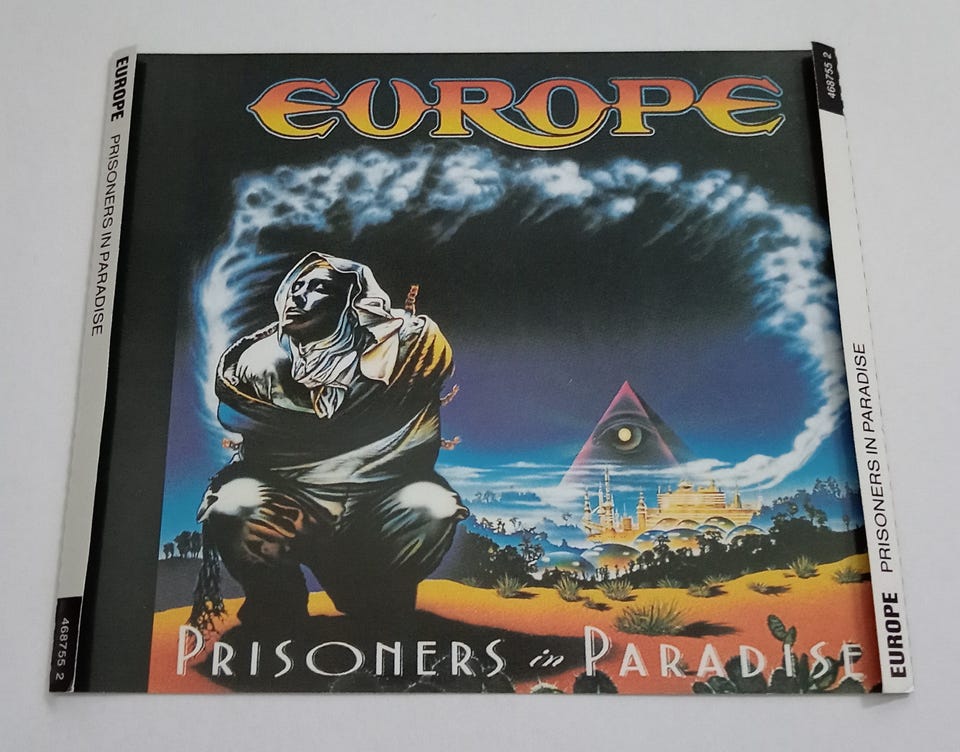 EUROPE
PRISONERS in PARADISE
EUROPE PRISONERS IN PARADISE
468755 2
468755 2
EUROPE PRISONERS IN PARADISE